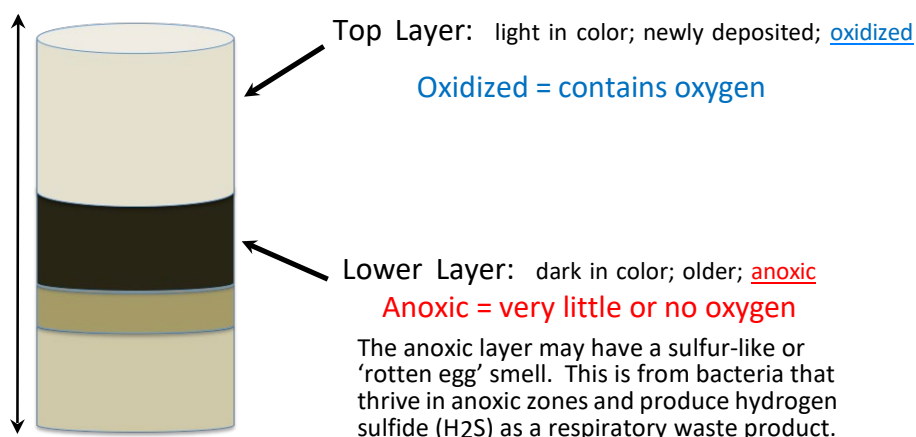 Top Layer: light in color; newly deposited; oxidized
Oxidized = contains oxygen
Lower Layer: dark in color; older; anoxic
Anoxic = very little or no oxygen
The anoxic layer may have a sulfur-like or
‘rotten egg’ smell. This is from bacteria that
thrive in anoxic zones and produce hydrogen
sulfide (H2S) as a respiratory waste product.